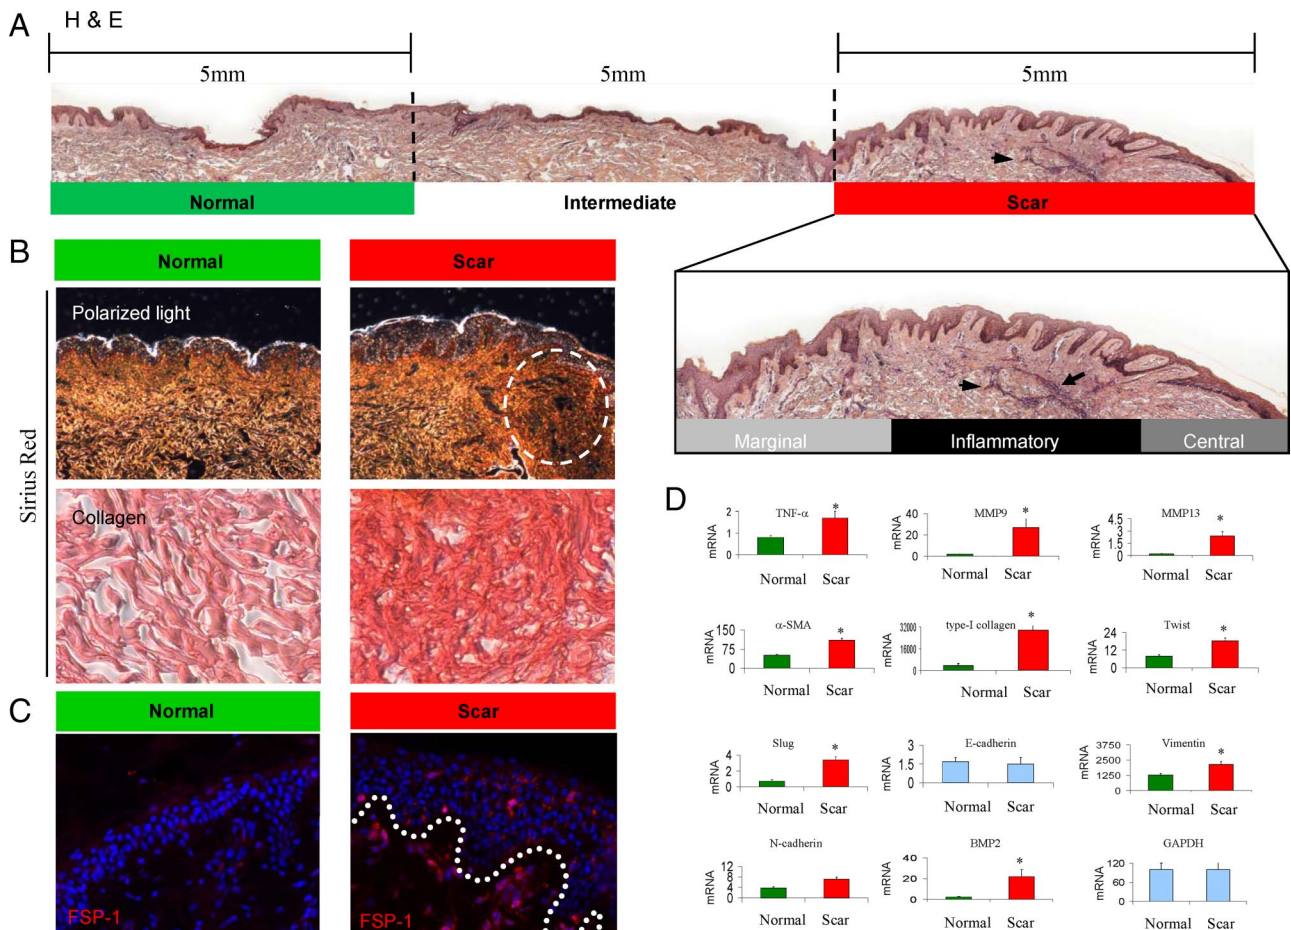 A
H & E
5mm
5mm
5mm
Normal
Intermediate
Scar
Marginal
Inflammatory
Central
B
Normal
Scar
Sirius Red
Polarized light
Collagen
C
Normal
Scar
FSP-1
FSP-1
D
TNF-α
mRNA
2
1
0
*
Normal
Scar
MMP9
mRNA
40
20
0
*
Normal
Scar
MMP13
mRNA
4.5
3
1.5
0
*
Normal
Scar
α-SMA
mRNA
150
75
0
*
Normal
Scar
type-I collagen
mRNA
32000
16000
0
*
Normal
Scar
Twist
mRNA
24
12
0
*
Normal
Scar
Slug
mRNA
4
2
0
*
Normal
Scar
E-cadherin
mRNA
3
1.5
0
Normal
Scar
Vimentin
mRNA
3750
2500
1250
0
*
Normal
Scar
N-cadherin
mRNA
12
8
4
0
Normal
Scar
BMP2
mRNA
40
20
0
*
Normal
Scar
GAPDH
mRNA
120
60
0
Normal
Scar